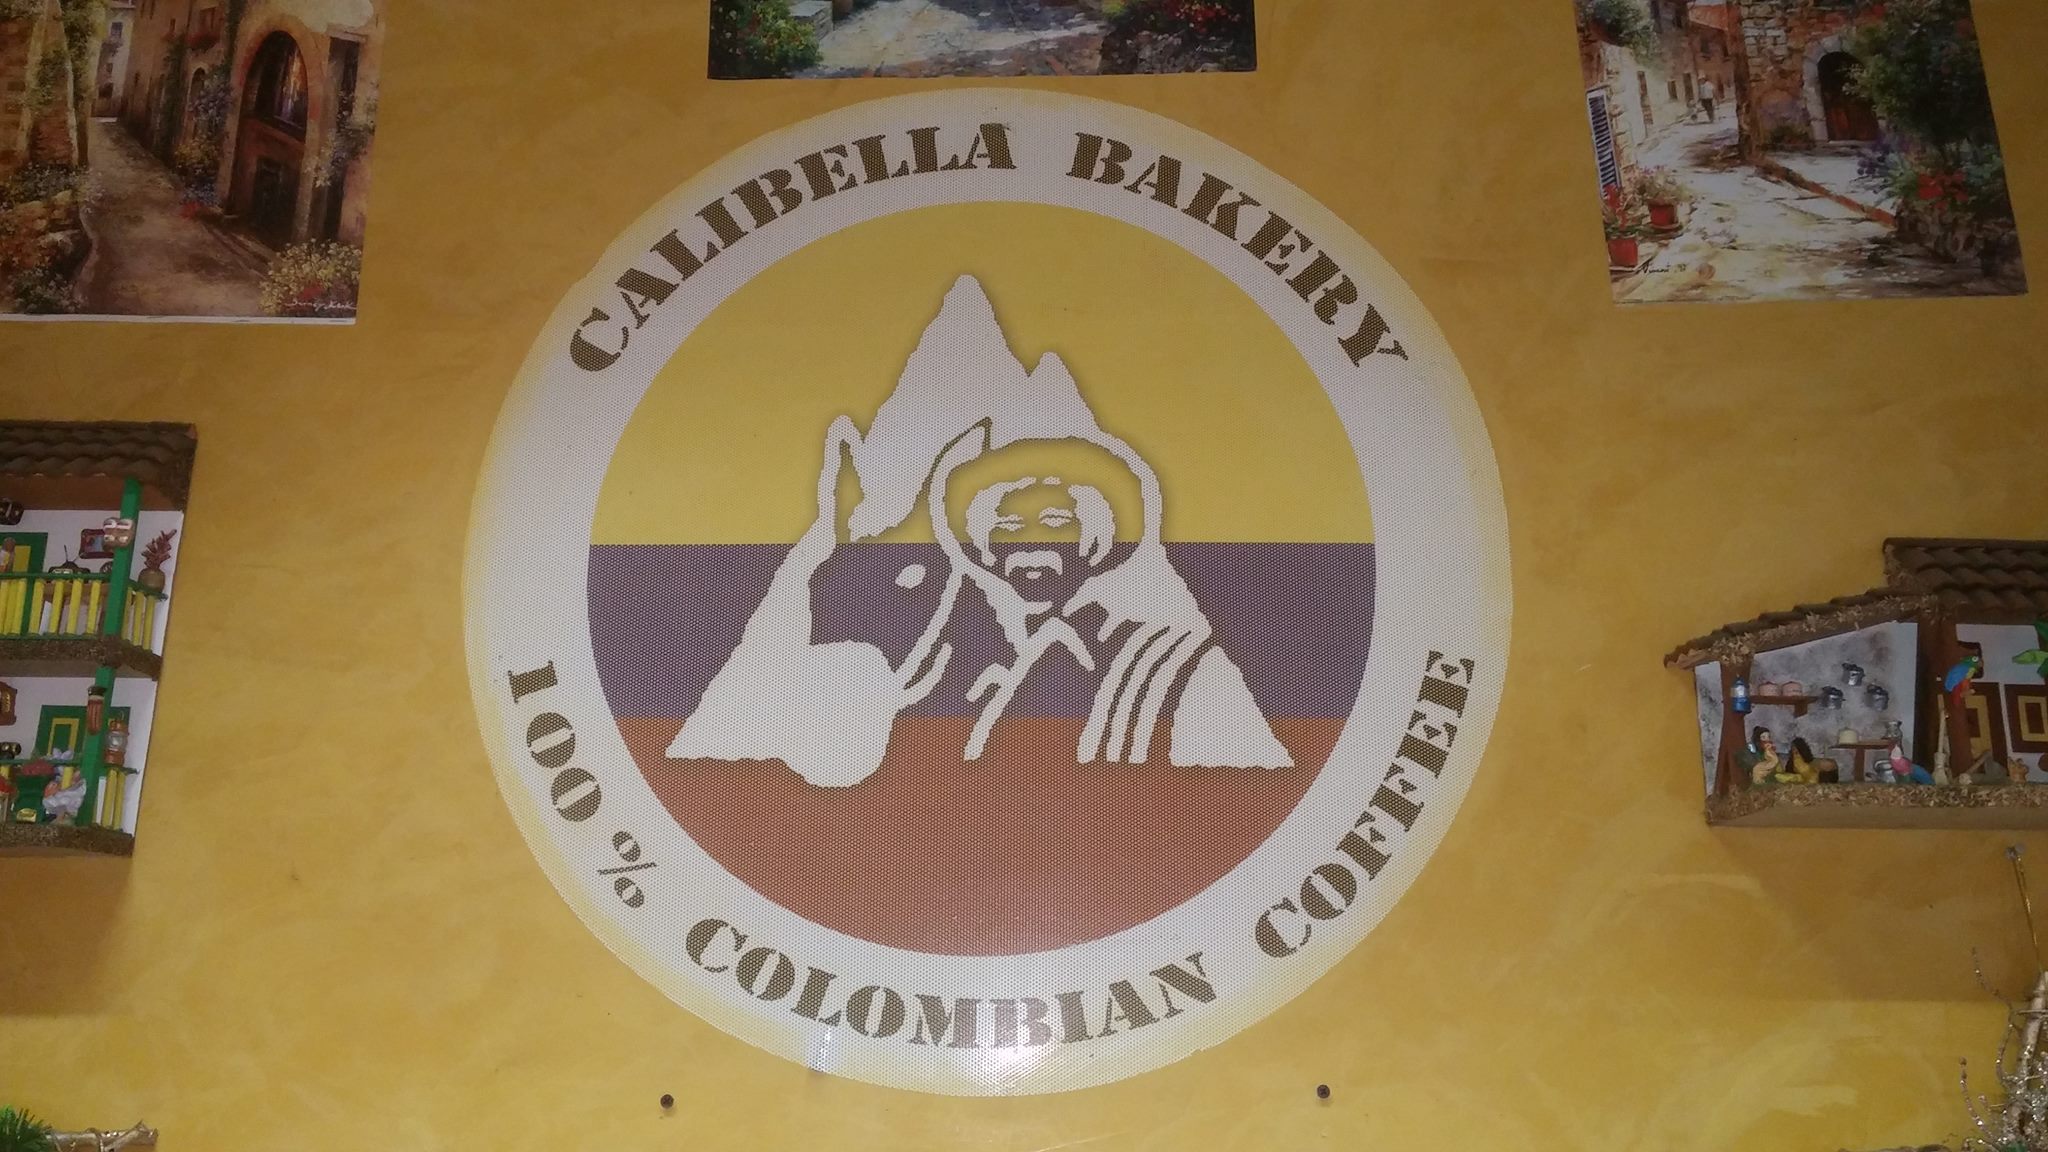 CALIBELLA BAKERY
100 % COLOMBIAN COFFEE